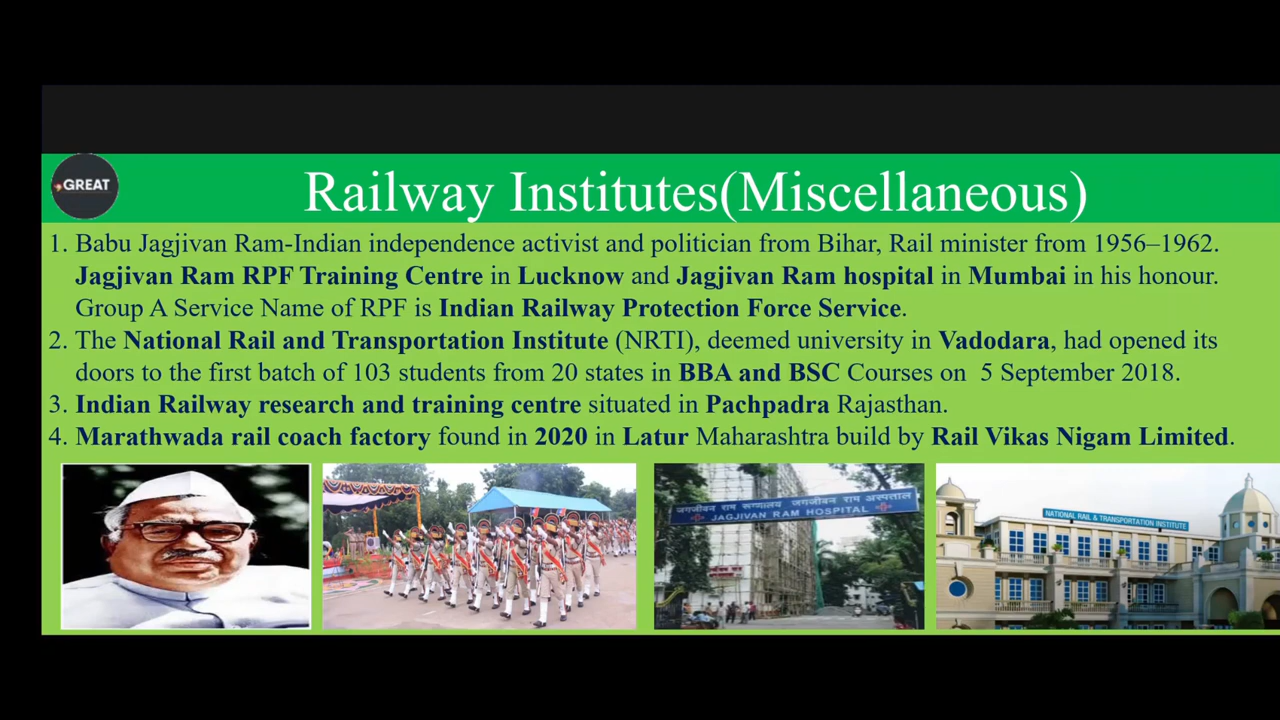 GREAT
Railway Institutes(Miscellaneous)
1. Babu Jagjivan Ram-Indian independence activist and politician from Bihar, Rail minister from 1956–1962.
Jagjivan Ram RPF Training Centre in Lucknow and Jagjivan Ram hospital in Mumbai in his honour.
Group A Service Name of RPF is Indian Railway Protection Force Service.
2. The National Rail and Transportation Institute (NRTI), deemed university in Vadodara, had opened its
doors to the first batch of 103 students from 20 states in BBA and BSC Courses on 5 September 2018.
3. Indian Railway research and training centre situated in Pachpadra Rajasthan.
4. Marathwada rail coach factory found in 2020 in Latur Maharashtra build by Rail Vikas Nigam Limited.
जगजीवन राम रूग्णालय जगजीवन राम अस्पताल
JAGJIVAN RAM HOSPITAL
NATIONAL RAIL & TRANSPORTATION INSTITUTE